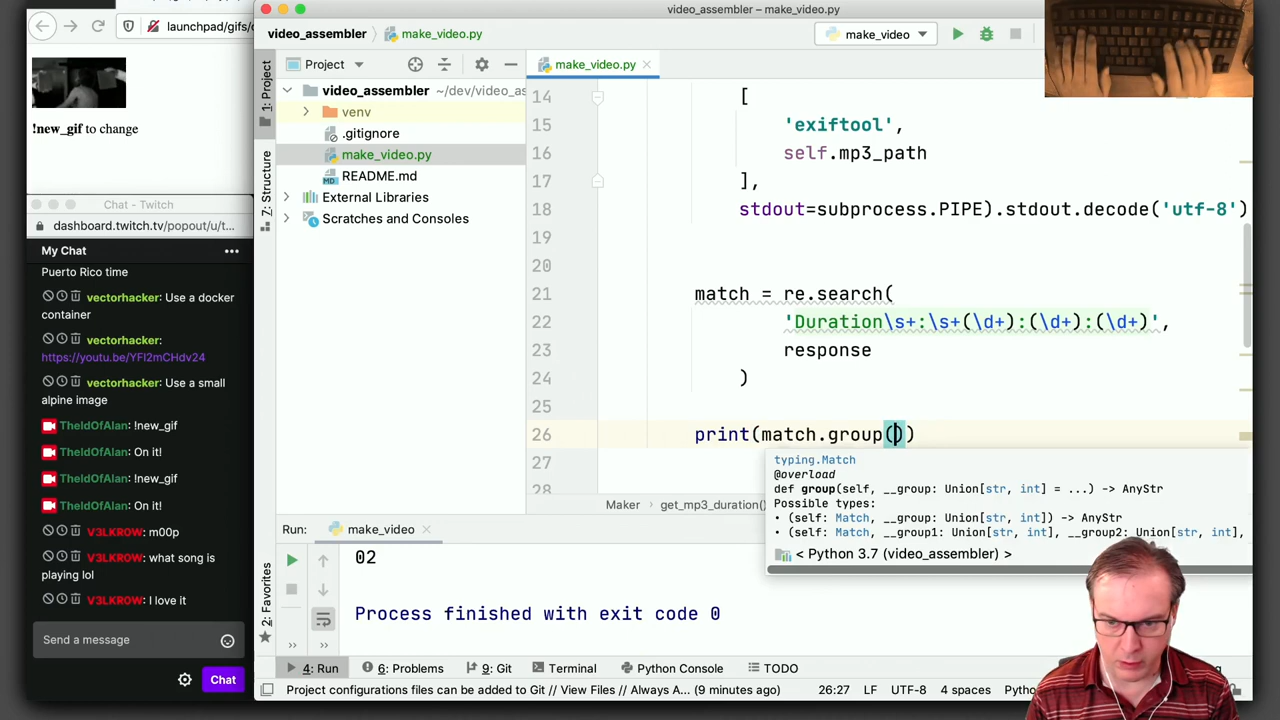 video_assembler – make_video.py
launchpad/gifs/c
!new_gif to change
Chat - Twitch
dashboard.twitch.tv/popout/u/t...
My Chat
Puerto Rico time
vectorhacker: Use a docker
container
vectorhacker:
https://youtu.be/YFl2mCHdv24
vectorhacker: Use a small
alpine image
TheIdOfAlan: !new_gif
TheIdOfAlan: On it!
TheIdOfAlan: !new_gif
TheIdOfAlan: On it!
V3LKR0W: m00p
V3LKR0W: what song is
playing lol
V3LKR0W: I love it
Send a message
Chat
video_assembler
make_video.py
make_video
1: Project
7: Structure
2: Favorites
Project
video_assembler ~/dev/video_as
venv
.gitignore
make_video.py
README.md
External Libraries
Scratches and Consoles
make_video.py
14 [
15 'exiftool',
16 self.mp3_path
17 ],
18 stdout=subprocess.PIPE).stdout.decode('utf-8')
19
20
21 match = re.search(
22 'Duration\s+:\s+(\d+):(\d+):(\d+)',
23 response
24 )
25
26 print(match.group())
27
28
typing.Match
@overload
def group(self, __group: Union[str, int] = ...) -> AnyStr
Possible types:
• (self: Match, __group: Union[str, int]) -> AnyStr
• (self: Match, __group1: Union[str, int], __group2: Union[str, int],
< Python 3.7 (video_assembler) >
Maker
get_mp3_duration()
Run:
make_video
02
Process finished with exit code 0
4: Run
6: Problems
9: Git
Terminal
Python Console
TODO
Project configurations files can be added to Git // View Files // Always A... (9 minutes ago)
26:27
LF
UTF-8
4 spaces